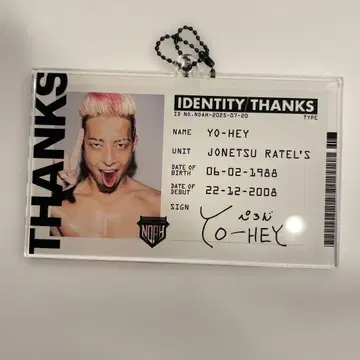 THANKS
IDENTITY/THANKS
ID NO.NOAH-2025-07-20 TYPE
NAME YO-HEY
UNIT JONETSU RATEL'S
DATE OF BIRTH 06-02-1988
DATE OF DEBUT 22-12-2008
SIGN
YO-HEY
NOAH